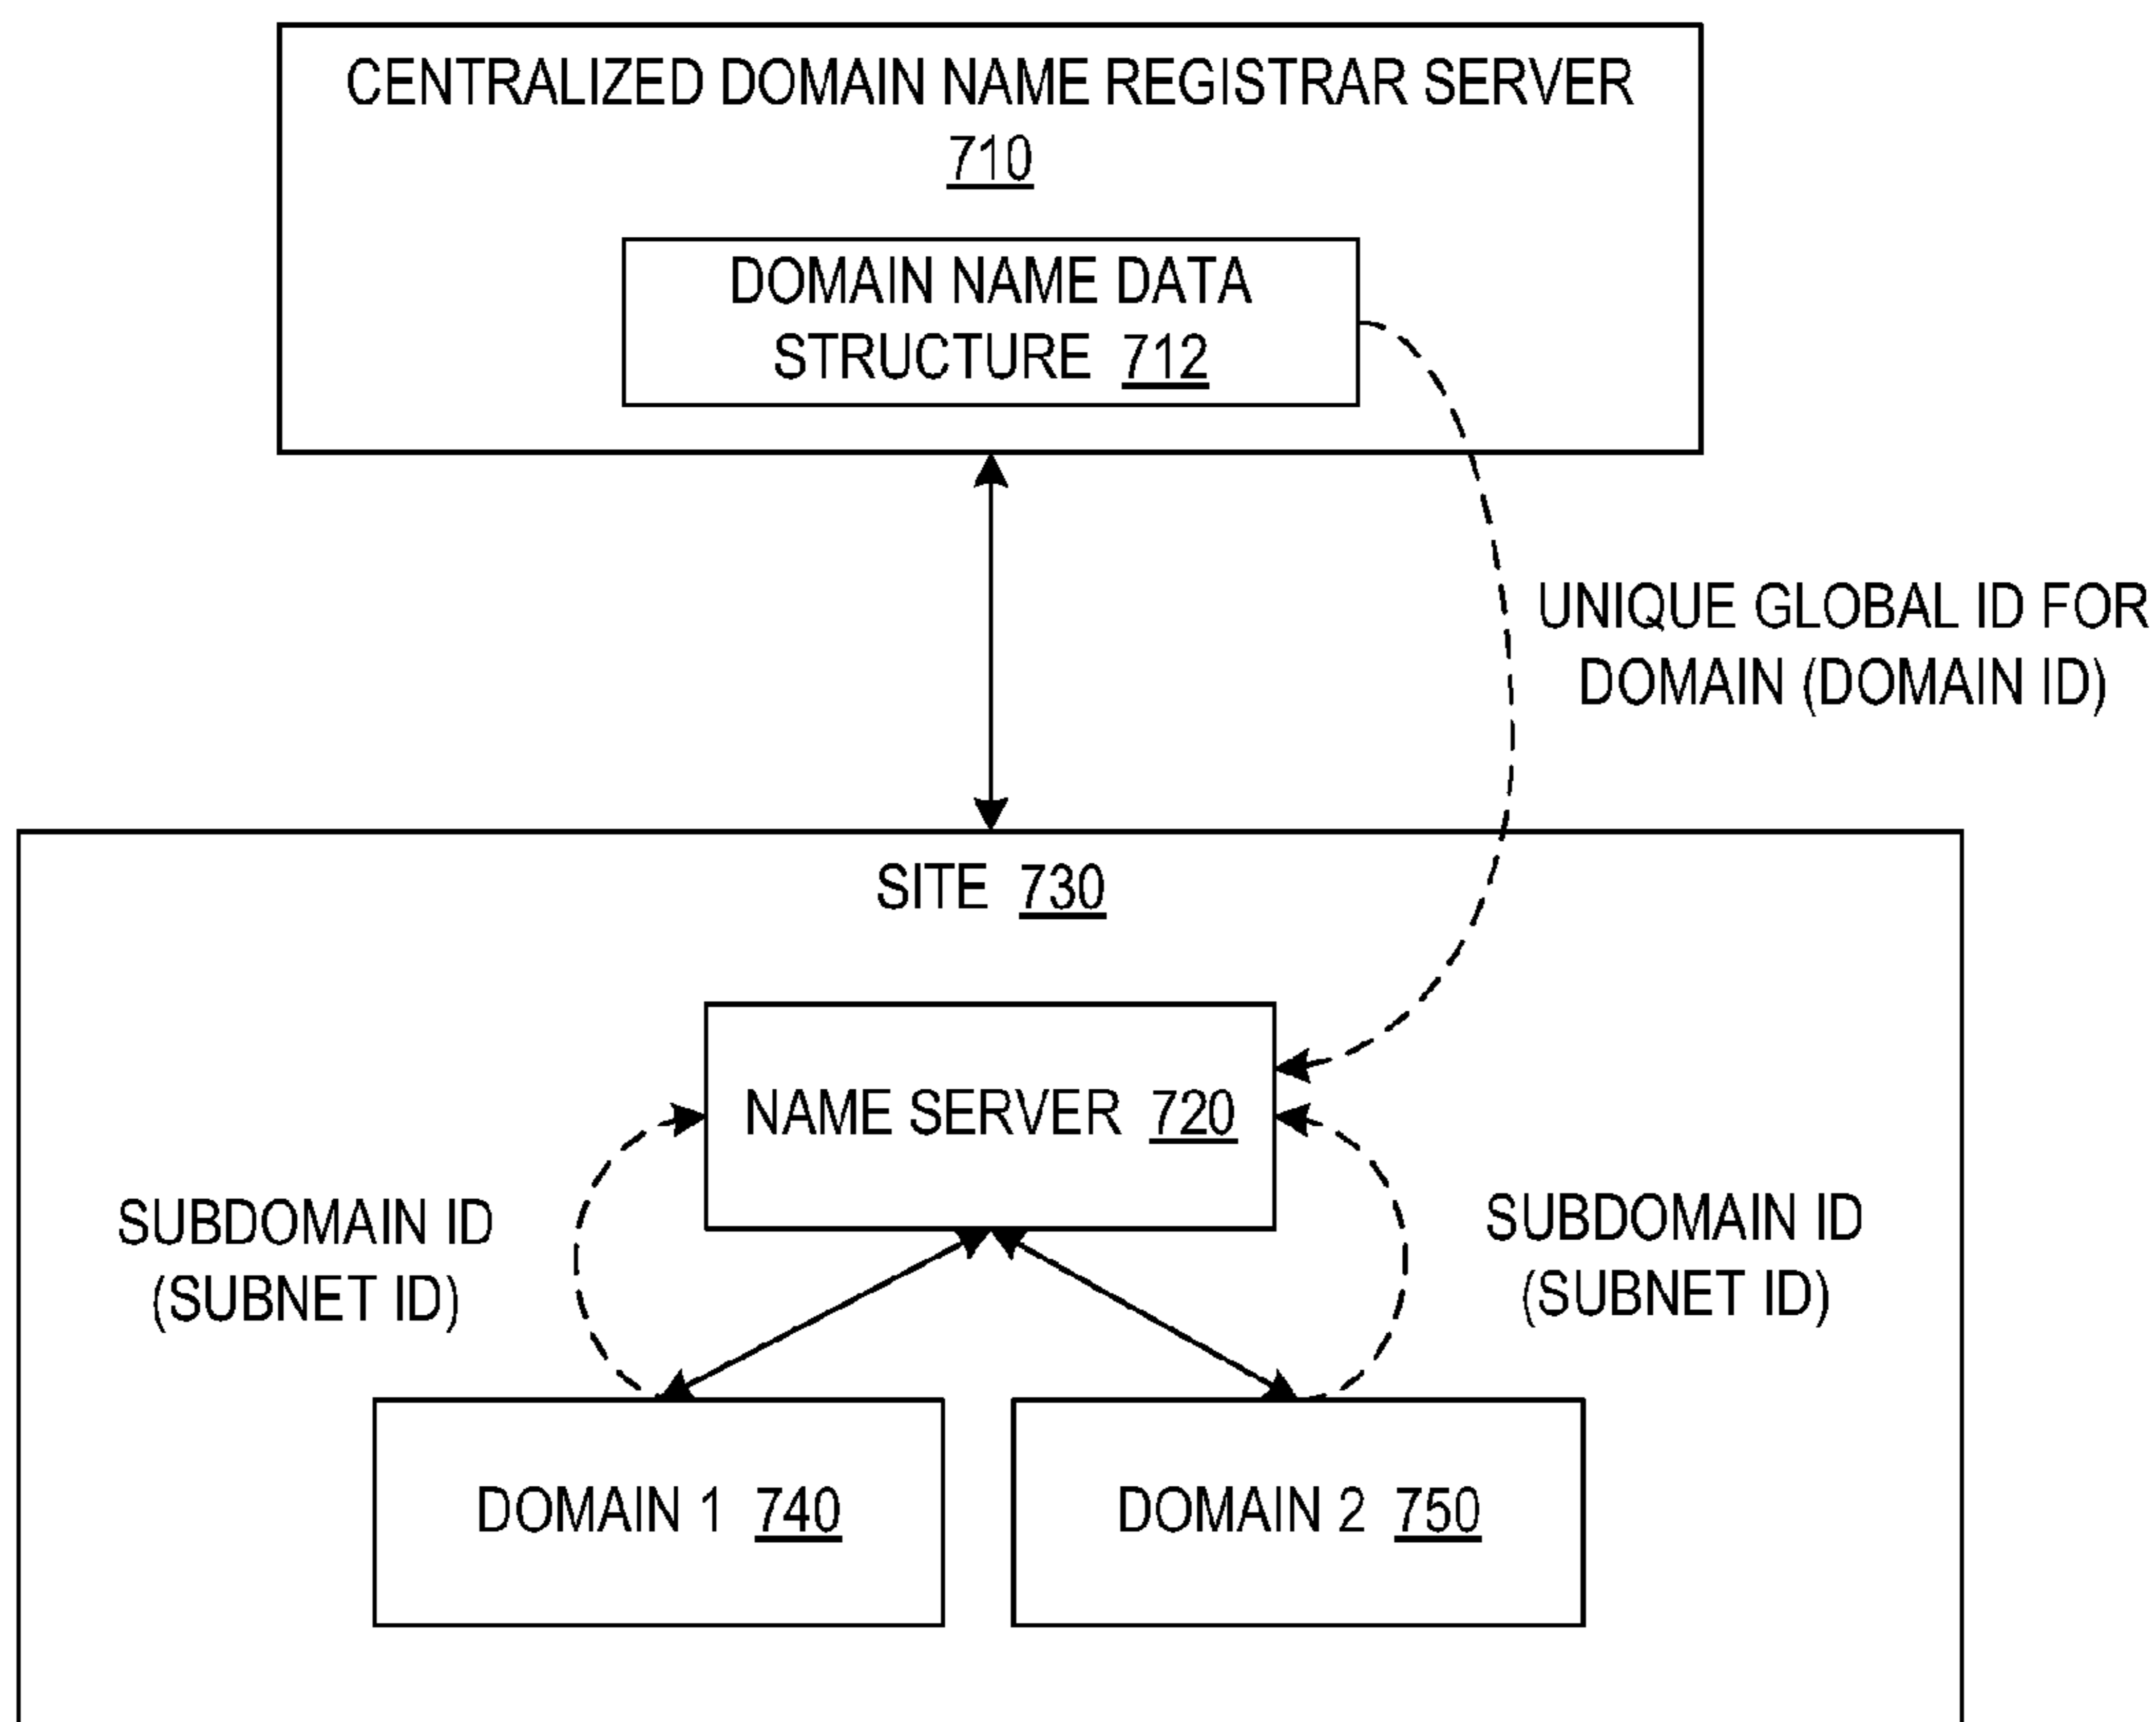 CENTRALIZED DOMAIN NAME REGISTRAR SERVER
710
DOMAIN NAME DATA
STRUCTURE 712
UNIQUE GLOBAL ID FOR
DOMAIN (DOMAIN ID)
SITE 730
NAME SERVER 720
SUBDOMAIN ID
(SUBNET ID)
SUBDOMAIN ID
(SUBNET ID)
DOMAIN 1 740
DOMAIN 2 750